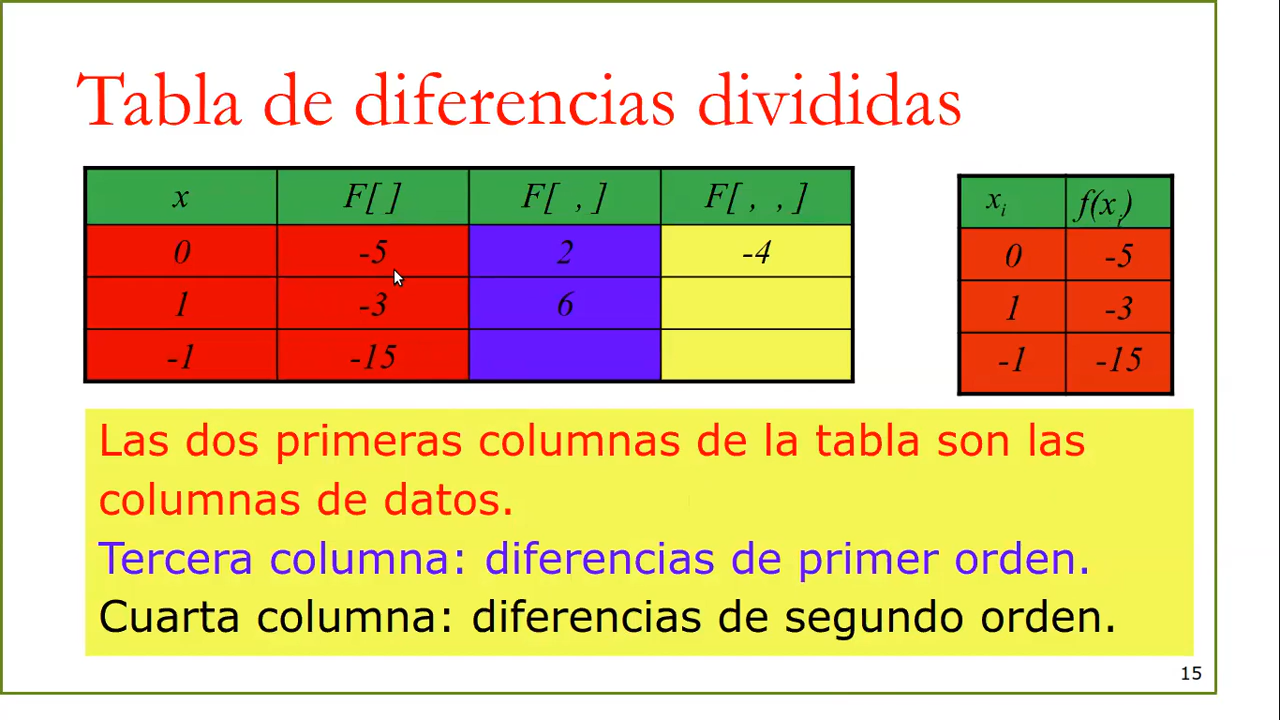 Tabla de diferencias divididas
x F[ ] F[ , ] F[ , , ]
0 -5 2 -4
1 -3 6
-1 -15
xi f(xi)
0 -5
1 -3
-1 -15
Las dos primeras columnas de la tabla son las
columnas de datos.
Tercera columna: diferencias de primer orden.
Cuarta columna: diferencias de segundo orden.
15